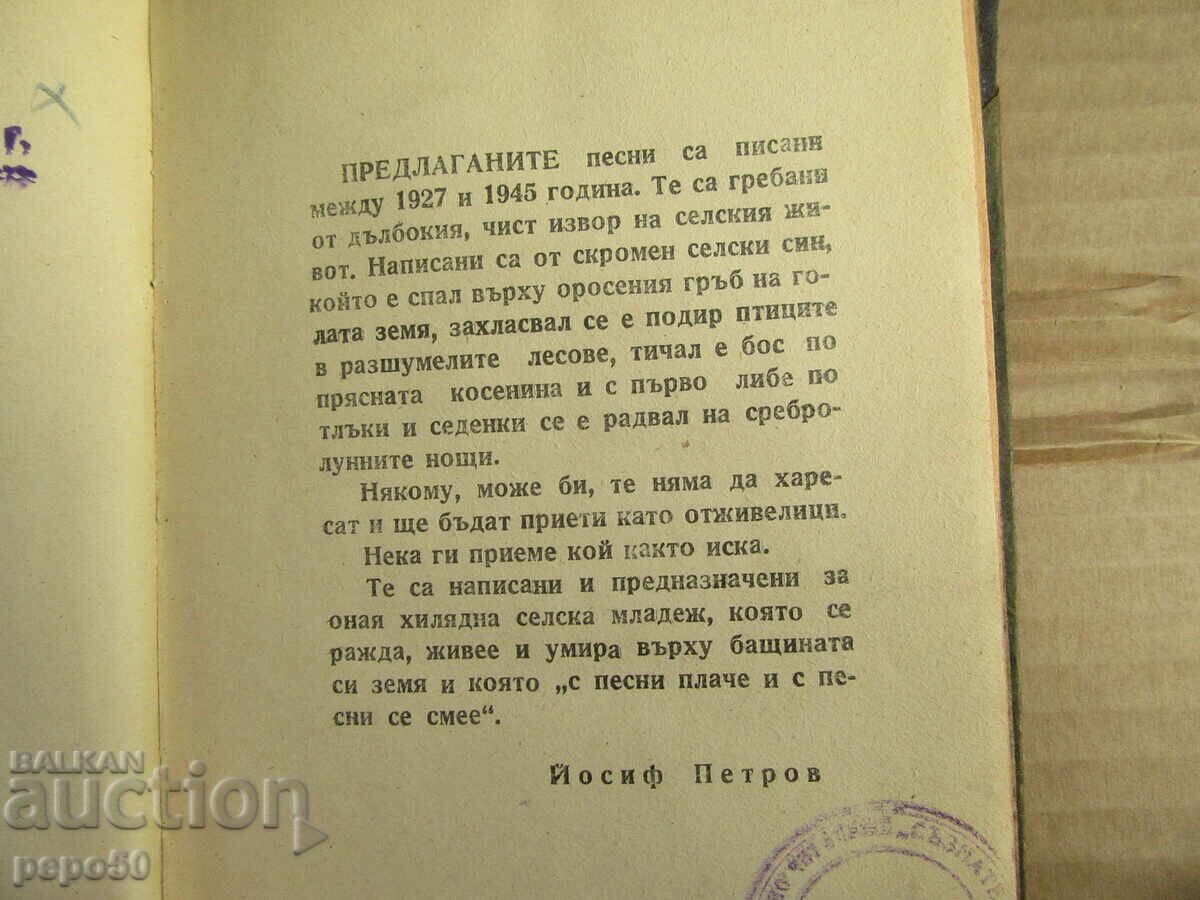 г.
ПРЕДЛАГАНИТЕ песни са писани
между 1927 и 1945 година. Те са гребани
от дълбокия, чист извор на селския жи-
вот. Написани са от скромен селски син,
който е спал върху оросения гръб на го-
лата земя, захласвал се е подир птиците
в разшумелите лесове, тичал е бос по
прясната косенина и с първо либе по
тлъки и седенки се е радвал на сребро-
лунните нощи.
Някому, може би, те няма да харе-
сат и ще бъдат приети като отживелици.
Нека ги приеме кой както иска.
Те са написани и предназначени за
оная хилядна селска младеж, която се
ражда, живее и умира върху бащината
си земя и която „с песни плаче и с пе-
сни се смее“.
Йосиф Петров
BALKAN
auction
pepo50